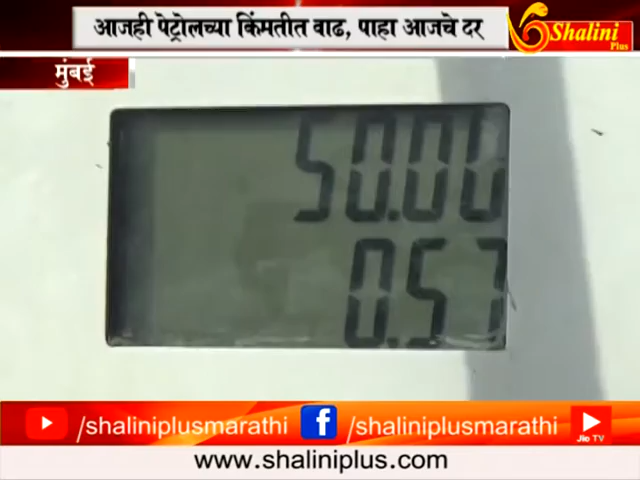 आजही पेट्रोलच्या किंमतीत वाढ, पाहा आजचे दर
Shalini
Plus
मुंबई
50.00
0.57
/shaliniplusmarathi
/shaliniplusmarathi
Jio TV
www.shaliniplus.com